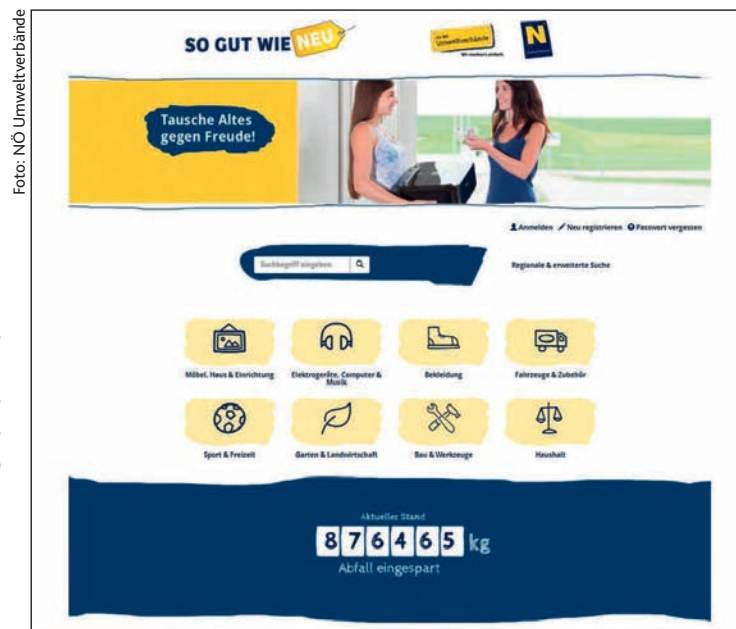 Foto: NÖ Umweltverbände
SO GUT WIE NEU
Umweltverbände
N
Tausche Altes
gegen Freude!
Anmelden Neu registrieren Passwort vergessen
Suchbegriff eingeben
Regionale & erweiterte Suche
Möbel, Haus & Einrichtung
Elektrogeräte, Computer &
Musik
Bekleidung
Fahrzeuge & Zubehör
Sport & Freizeit
Garten & Landwirtschaft
Bau & Werkzeuge
Haushalt
Aktueller Stand
876465 kg
Abfall eingespart